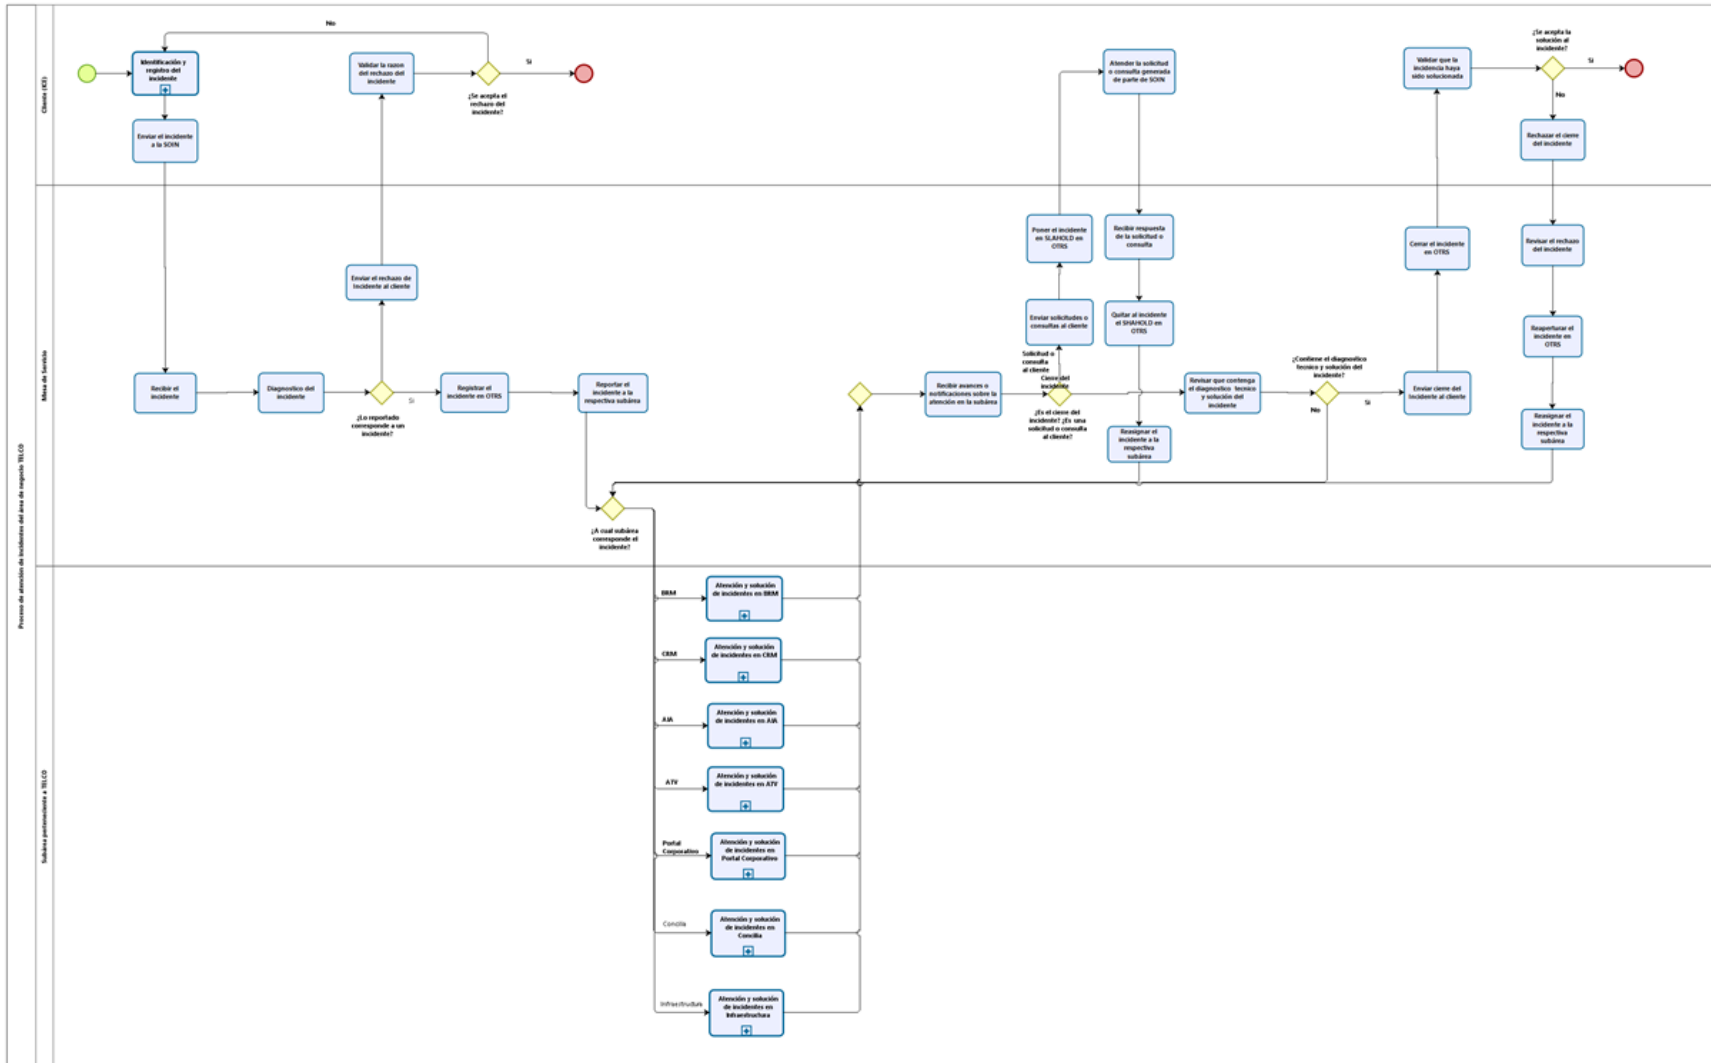 Proceso de atención de incidentes del área de negocio TELCO
Cliente (ICE)
Identificación y
registro del
incidente
Enviar el incidente
a la SOIN
No
Validar la razon
del rechazo del
incidente
Si
¿Se acepta el
rechazo del
incidente?
Atender la solicitud
o consulta generada
de parte de SOIN
Validar que la
incidencia haya
sido solucionada
¿Se acepta la
solución al
incidente?
Si
No
Rechazar el cierre
del incidente
Mesa de Servicio
Recibir el
incidente
Diagnostico del
incidente
Enviar el rechazo de
Incidente al cliente
¿Lo reportado
corresponde a un
incidente?
Si
Registrar el
incidente en OTRS
Reportar el
incidente a la
respectiva subárea
¿A cual subárea
corresponde el
incidente?
Recibir avances o
notificaciones sobre la
atención en la subárea
Poner el incidente
en SLAHOLD en
OTRS
Enviar solicitudes o
consultas al cliente
Solicitud o
consulta
al cliente
Cierre del
incidente
¿Es el cierre del
incidente? ¿Es una
solicitud o consulta
al cliente?
Recibir respuesta
de la solicitud o
consulta
Quitar al incidente
el SHAHOLD en
OTRS
Reasignar el
incidente a la
respectiva
subárea
Revisar que contenga
el diagnostico tecnico
y solución del
incidente
¿Contiene el diagnostico
tecnico y solución del
incidente?
No
Si
Enviar cierre del
Incidente al cliente
Cerrar el incidente
en OTRS
Revisar el rechazo
del incidente
Reaperturar el
incidente en
OTRS
Reasignar el
incidente a la
respectiva
subárea
Subárea perteneciente a TELCO
BRM
Atención y solución
de incidentes en BRM
CRM
Atención y solución
de incidentes en CRM
AIA
Atención y solución
de incidentes en AIA
ATV
Atención y solución
de incidentes en ATV
Portal
Corporativo
Atención y solución
de incidentes en
Portal Corporativo
Concilia
Atención y solución
de incidentes en
Concilia
Infraestructura
Atención y solución
de incidentes en
Infraestructura